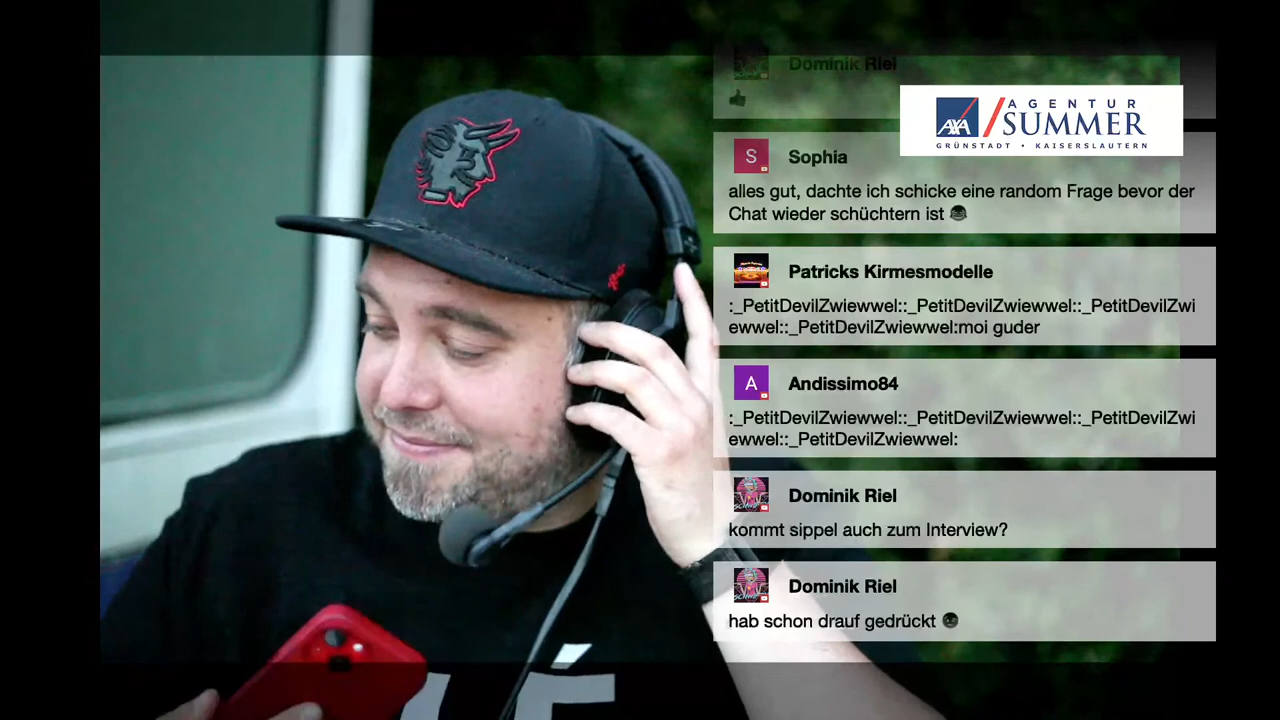 Dominik Riel
AXA
AGENTUR
SUMMER
GRÜNSTADT • KAISERSLAUTERN
S
Sophia
alles gut, dachte ich schicke eine random Frage bevor der
Chat wieder schüchtern ist
Patricks Kirmesmodelle
:_PetitDevilZwiewwel::_PetitDevilZwiewwel::_PetitDevilZwi
ewwel::_PetitDevilZwiewwel:moi guder
A
Andissimo84
:_PetitDevilZwiewwel::_PetitDevilZwiewwel::_PetitDevilZwi
ewwel::_PetitDevilZwiewwel:
Dominik Riel
kommt sippel auch zum Interview?
Dominik Riel
hab schon drauf gedrückt